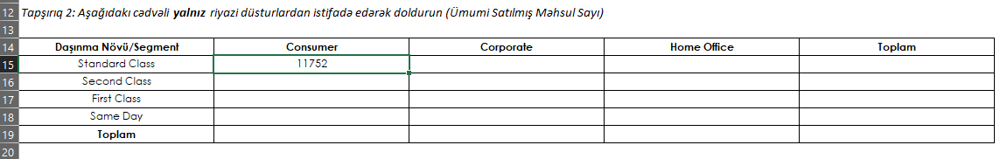 12 Tapşırıq 2: Aşağıdakı cədvəli yalnız riyazi düsturlardan istifadə edərək doldurun (Ümumi Satılmış Məhsul Sayı)
13
14 Daşınma Növü/Segment Consumer Corporate Home Office Toplam
15 Standard Class 11752
16 Second Class
17 First Class
18 Same Day
19 Toplam
20